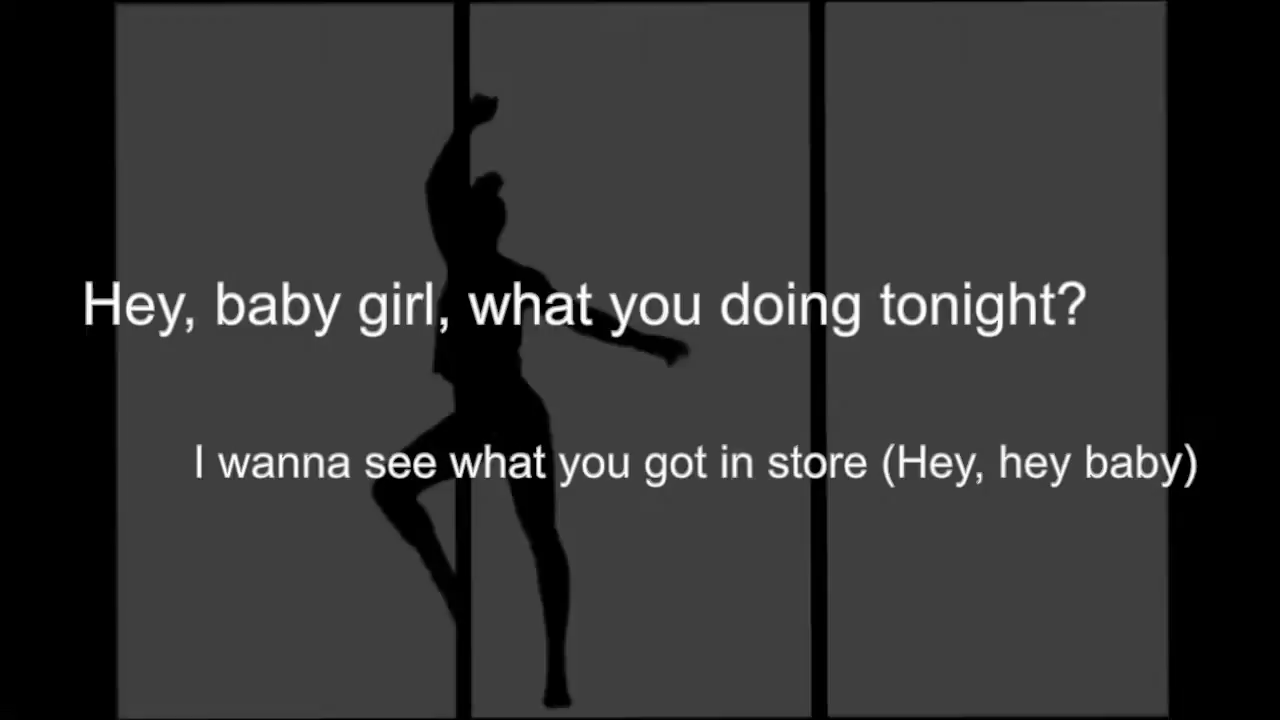 Hey, baby girl, what you doing tonight?
I wanna see what you got in store (Hey, hey baby)